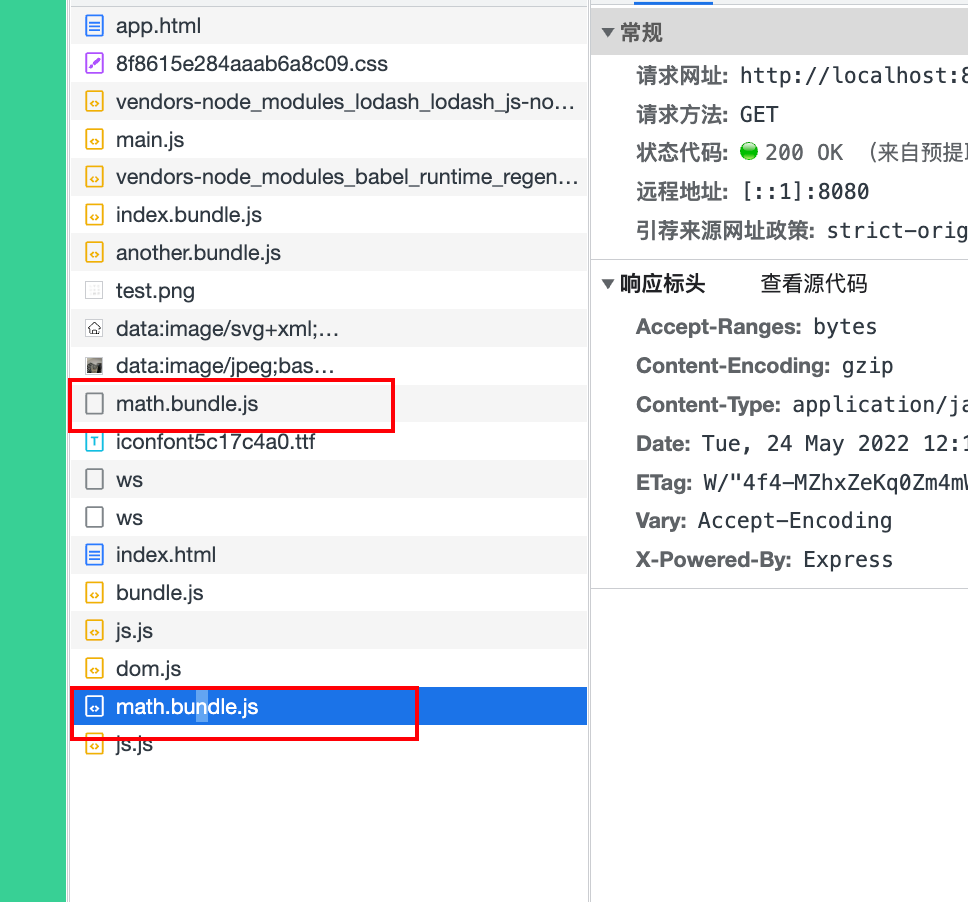 app.html
8f8615e284aaab6a8c09.css
vendors-node_modules_lodash_lodash_js-no…
main.js
vendors-node_modules_babel_runtime_regen…
index.bundle.js
another.bundle.js
test.png
data:image/svg+xml;…
data:image/jpeg;bas…
math.bundle.js
iconfont5c17c4a0.ttf
ws
ws
index.html
bundle.js
js.js
dom.js
math.bundle.js
js.js
常规
请求网址: http://localhost:8
请求方法: GET
状态代码: 200 OK (来自预提取
远程地址: [::1]:8080
引荐来源网址政策: strict-orig
响应标头 查看源代码
Accept-Ranges: bytes
Content-Encoding: gzip
Content-Type: application/ja
Date: Tue, 24 May 2022 12:1
ETag: W/"4f4-MZhxZeKq0Zm4mW
Vary: Accept-Encoding
X-Powered-By: Express